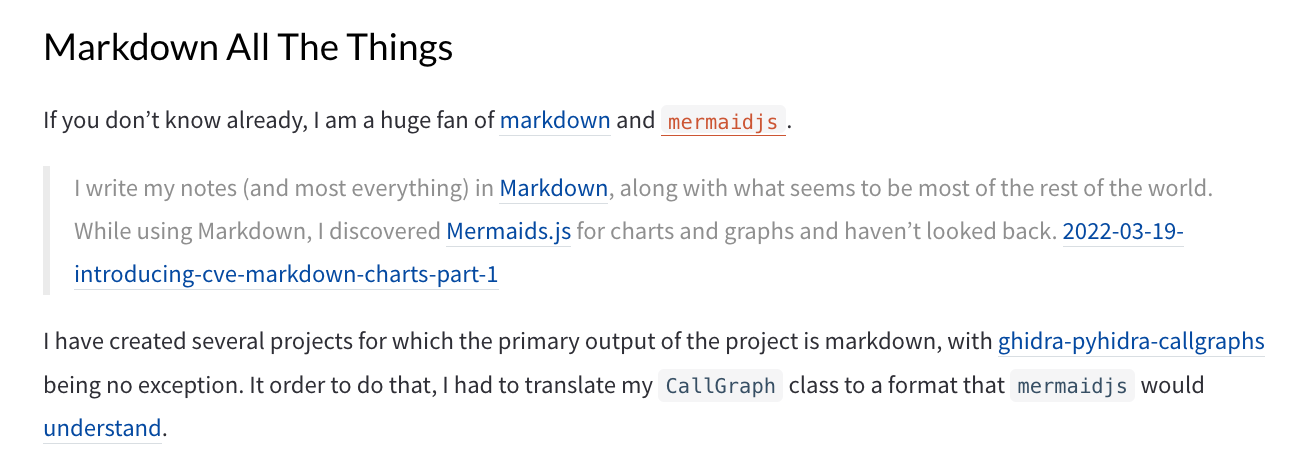 Markdown All The Things
If you don’t know already, I am a huge fan of markdown and mermaidjs.
I write my notes (and most everything) in Markdown, along with what seems to be most of the rest of the world.
While using Markdown, I discovered Mermaids.js for charts and graphs and haven’t looked back. 2022-03-19-
introducing-cve-markdown-charts-part-1
I have created several projects for which the primary output of the project is markdown, with ghidra-pyhidra-callgraphs
being no exception. It order to do that, I had to translate my CallGraph class to a format that mermaidjs would
understand.